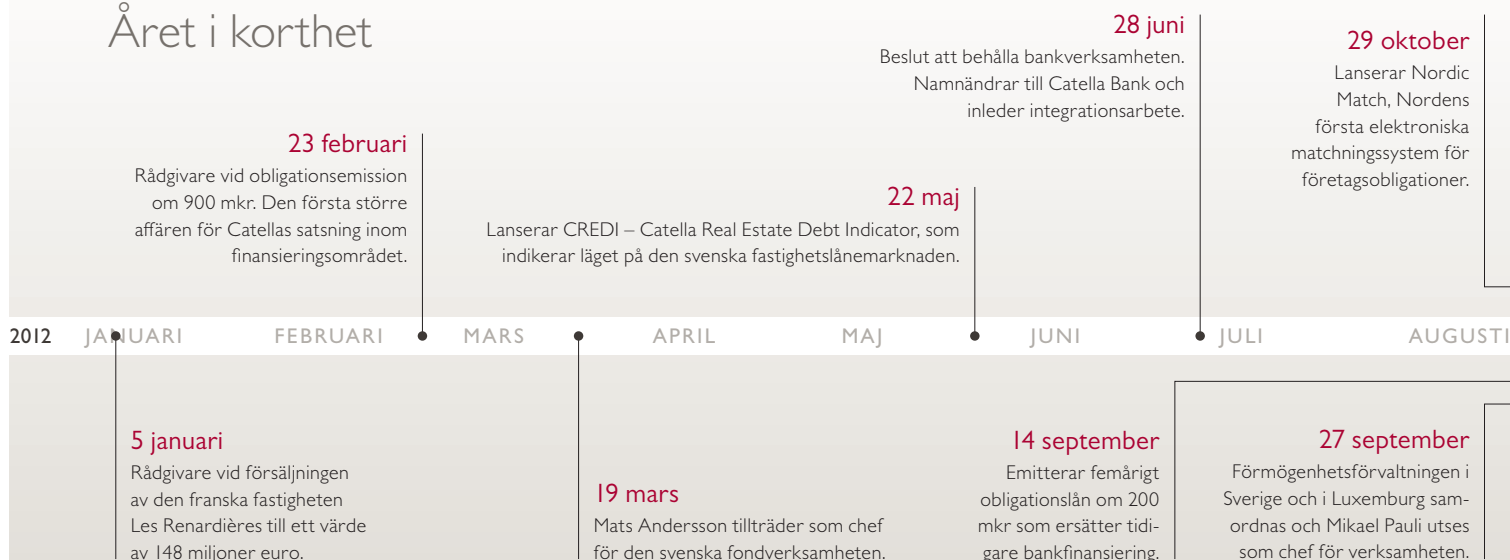 Året i korthet
28 juni
Beslut att behålla bankverksamheten.
Namnändrar till Catella Bank och
inleder integrationsarbete.
29 oktober
Lanserar Nordic
Match, Nordens
första elektroniska
matchningssystem för
företagsobligationer.
23 februari
Rådgivare vid obligationsemission
om 900 mkr. Den första större
affären för Catellas satsning inom
finansieringsområdet.
22 maj
Lanserar CREDI – Catella Real Estate Debt Indicator, som
indikerar läget på den svenska fastighetslånemarknaden.
2012 JANUARI FEBRUARI MARS APRIL MAJ JUNI JULI AUGUSTI
5 januari
Rådgivare vid försäljningen
av den franska fastigheten
Les Renardières till ett värde
av 148 miljoner euro.
19 mars
Mats Andersson tillträder som chef
för den svenska fondverksamheten.
14 september
Emitterar femårigt
obligationslån om 200
mkr som ersätter tidi-
gare bankfinansiering.
27 september
Förmögenhetsförvaltningen i
Sverige och i Luxemburg sam-
ordnas och Mikael Pauli utses
som chef för verksamheten.